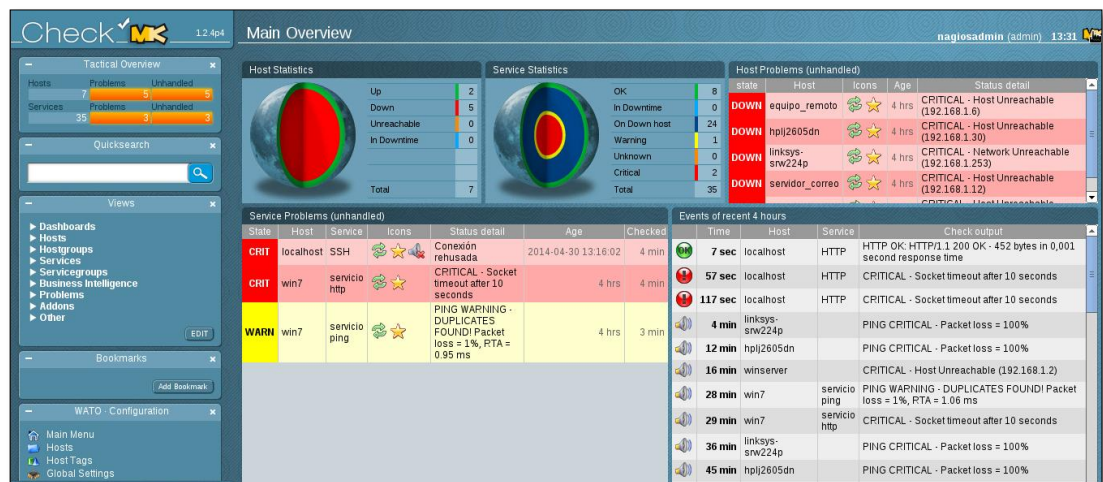 Check MK 1.2.4p4
Main Overview
nagiosadmin (admin) 13:31
Tactical Overview
Hosts Problems Unhandled
7 5 5
Services Problems Unhandled
35 3 3
Quicksearch
Views
Dashboards
Hosts
Hostgroups
Services
Servicegroups
Business Intelligence
Problems
Addons
Other
EDIT
Bookmarks
Add Bookmark
WATO · Configuration
Main Menu
Hosts
Host Tags
Global Settings
Host Statistics
Up 2
Down 5
Unreachable 0
In Downtime 0
Total 7
Service Statistics
OK 8
In Downtime 0
On Down host 24
Warning 1
Unknown 0
Critical 2
Total 35
Host Problems (unhandled)
state Host Icons Age Status detail
DOWN equipo_remoto 4 hrs CRITICAL - Host Unreachable
(192.168.1.6)
DOWN hplj2605dn 4 hrs CRITICAL - Host Unreachable
(192.168.1.30)
DOWN linksys-
srw224p 4 hrs CRITICAL - Network Unreachable
(192.168.1.253)
DOWN servidor_correo 4 hrs CRITICAL - Host Unreachable
(192.168.1.12)
Service Problems (unhandled)
State Host Service Icons Status detail Age Checked
CRIT localhost SSH Conexión
rehusada 2014-04-30 13:16:02 4 min
CRIT win7 servicio
http CRITICAL - Socket
timeout after 10
seconds 4 hrs 4 min
WARN win7 servicio
ping PING WARNING -
DUPLICATES
FOUND! Packet
loss = 1%, RTA =
0.95 ms 4 hrs 3 min
Events of recent 4 hours
Time Host Service Check output
OK 7 sec localhost HTTP HTTP OK: HTTP/1.1 200 OK - 452 bytes in 0,001
second response time
57 sec localhost HTTP CRITICAL - Socket timeout after 10 seconds
117 sec localhost HTTP CRITICAL - Socket timeout after 10 seconds
4 min linksys-
srw224p PING CRITICAL - Packet loss = 100%
12 min hplj2605dn PING CRITICAL - Packet loss = 100%
16 min winserver CRITICAL - Host Unreachable (192.168.1.2)
28 min win7 servicio
ping PING WARNING - DUPLICATES FOUND! Packet
loss = 1%, RTA = 1.06 ms
29 min win7 servicio
http CRITICAL - Socket timeout after 10 seconds
36 min linksys-
srw224p PING CRITICAL - Packet loss = 100%
45 min hplj2605dn PING CRITICAL - Packet loss = 100%